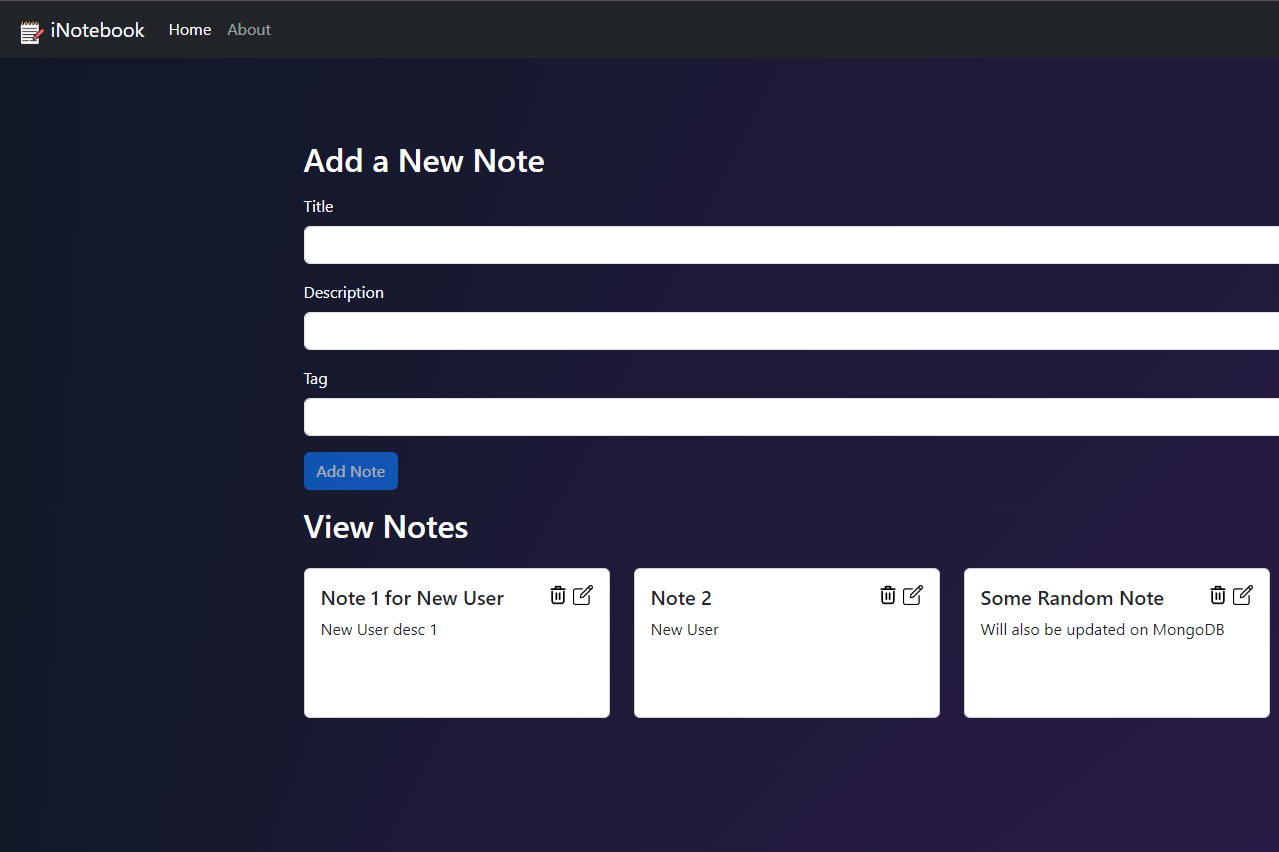 iNotebook Home About
Add a New Note
Title
Description
Tag
Add Note
View Notes
Note 1 for New User
New User desc 1
Note 2
New User
Some Random Note
Will also be updated on MongoDB